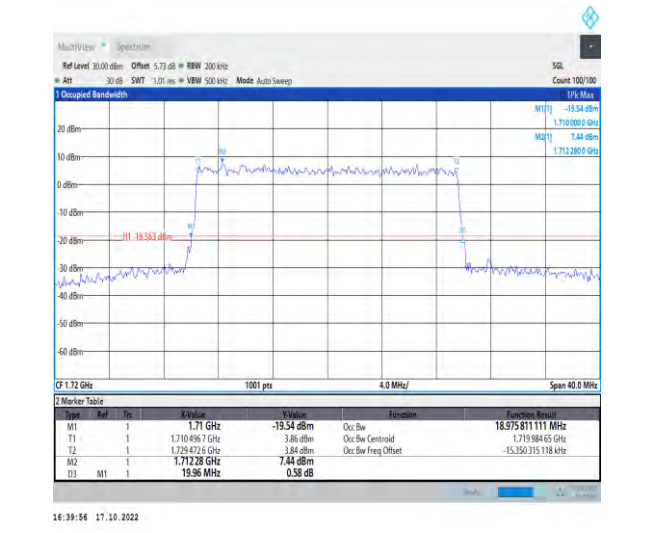 MultiView Spectrum
Ref Level 30.00 dBm Offset 5.73 dB RBW 200 kHz SGL
Att 30 dB SWT 1.01 ms VBW 500 kHz Mode Auto Sweep Count 100/100
1 Occupied Bandwidth 1Pk Max
M1[1] -19.54 dBm
1.710 000 0 GHz
20 dBm M2[1] 7.44 dBm
1.712 280 0 GHz
10 dBm
0 dBm
-10 dBm
H1 -18.563 dBm
-20 dBm
-30 dBm
-40 dBm
-50 dBm
-60 dBm
CF 1.72 GHz 1001 pts 4.0 MHz/ Span 40.0 MHz
2 Marker Table
Type Ref Trc X-Value Y-Value Function Function Result
M1 1 1.71 GHz -19.54 dBm Occ Bw 18.975 811 111 MHz
T1 1 1.710 496 7 GHz 3.86 dBm Occ Bw Centroid 1.719 984 65 GHz
T2 1 1.729 472 6 GHz 3.84 dBm Occ Bw Freq Offset -15.350 315 118 kHz
M2 1 1.712 28 GHz 7.44 dBm
D3 M1 1 19.96 MHz 0.58 dB
16:39:56 17.10.2022